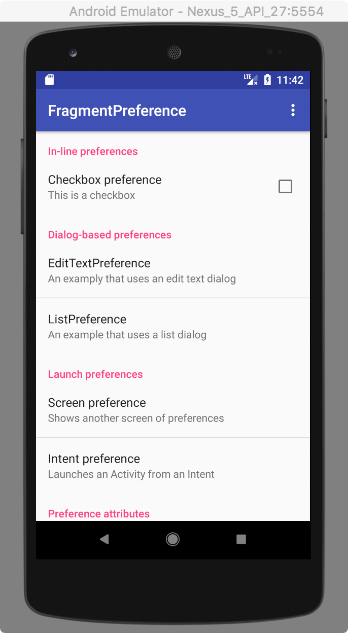 Android Emulator - Nexus_5_API_27:5554
LTE 11:42
FragmentPreference
In-line preferences
Checkbox preference
This is a checkbox
Dialog-based preferences
EditTextPreference
An examply that uses an edit text dialog
ListPreference
An example that uses a list dialog
Launch preferences
Screen preference
Shows another screen of preferences
Intent preference
Launches an Activity from an Intent
Preference attributes